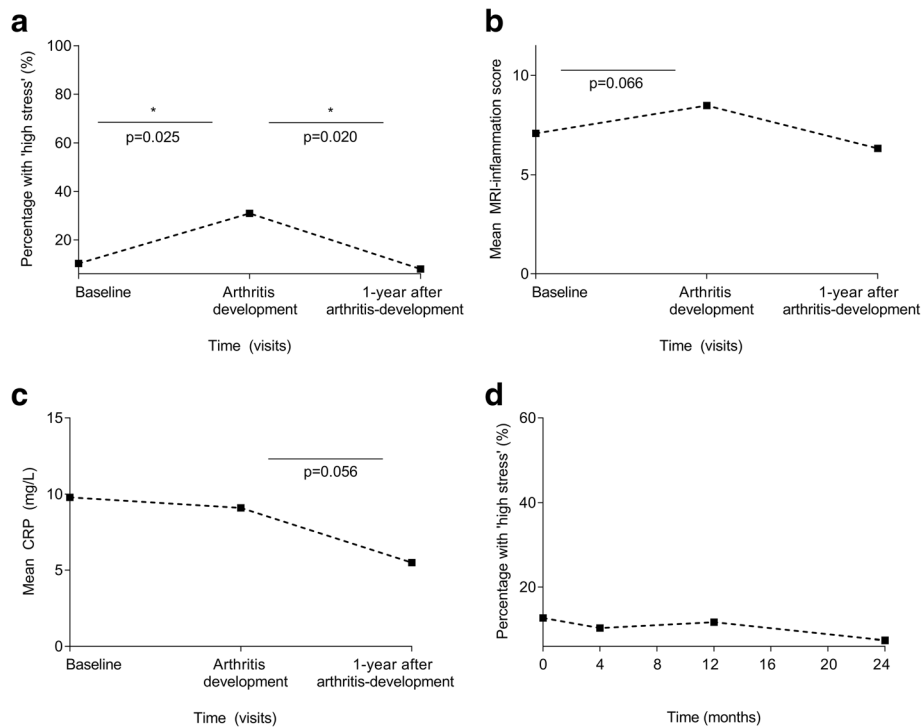 a
Percentage with 'high stress' (%)
100
80
60
40
20
*
p=0.025
*
p=0.020
Baseline
Arthritis
development
1-year after
arthritis-development
Time (visits)
b
Mean MRI-inflammation score
10
5
0
p=0.066
Baseline
Arthritis
development
1-year after
arthritis-development
Time (visits)
c
Mean CRP (mg/L)
15
10
5
0
p=0.056
Baseline
Arthritis
development
1-year after
arthritis-development
Time (visits)
d
Percentage with 'high stress' (%)
60
40
20
0 4 8 12 16 20 24
Time (months)